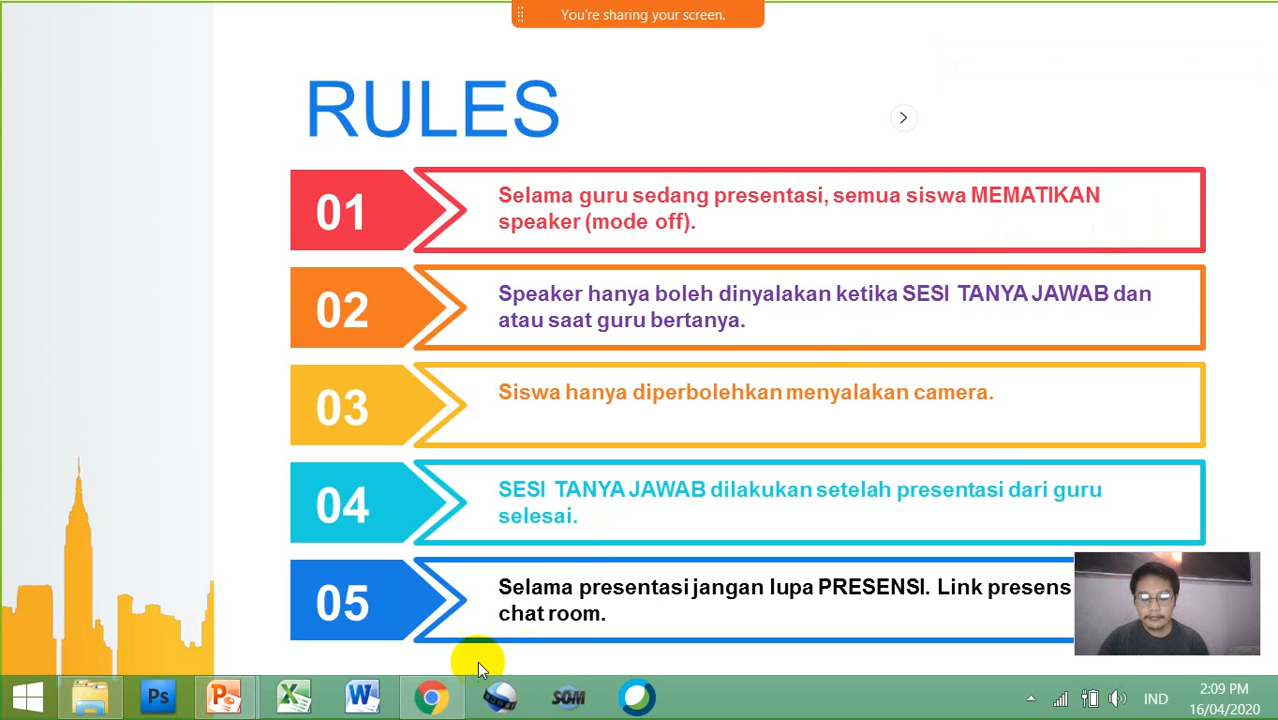 You're sharing your screen.
RULES
01
Selama guru sedang presentasi, semua siswa MEMATIKAN
speaker (mode off).
02
Speaker hanya boleh dinyalakan ketika SESI TANYA JAWAB dan
atau saat guru bertanya.
03
Siswa hanya diperbolehkan menyalakan camera.
04
SESI TANYA JAWAB dilakukan setelah presentasi dari guru
selesai.
05
Selama presentasi jangan lupa PRESENSI. Link presens
chat room.
Ps
P
X
W
SOM
IND
2:09 PM
16/04/2020